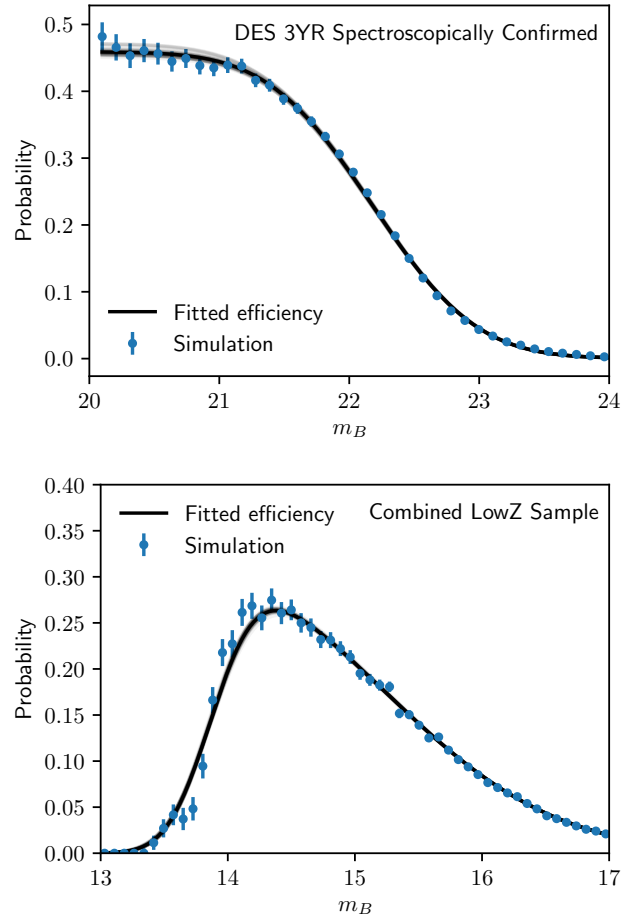 DES 3YR Spectroscopically Confirmed
0.5
0.4
0.3
0.2
0.1
0.0
Probability
Fitted efficiency
Simulation
20 21 22 23 24
m_B
Combined LowZ Sample
0.40
0.35
0.30
0.25
0.20
0.15
0.10
0.05
0.00
Probability
Fitted efficiency
Simulation
13 14 15 16 17
m_B